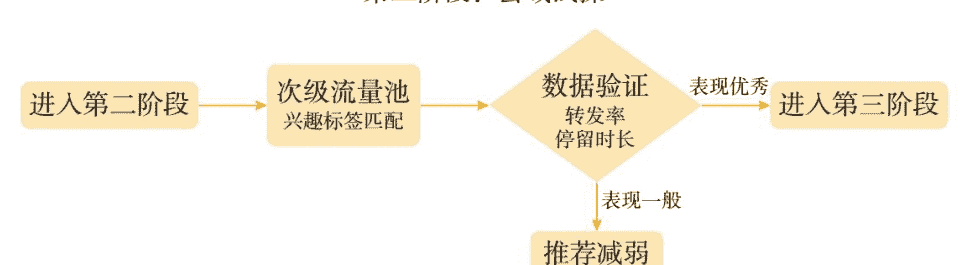 进入第二阶段
次级流量池
兴趣标签匹配
数据验证
转发率
停留时长
表现优秀
进入第三阶段
表现一般
推荐减弱